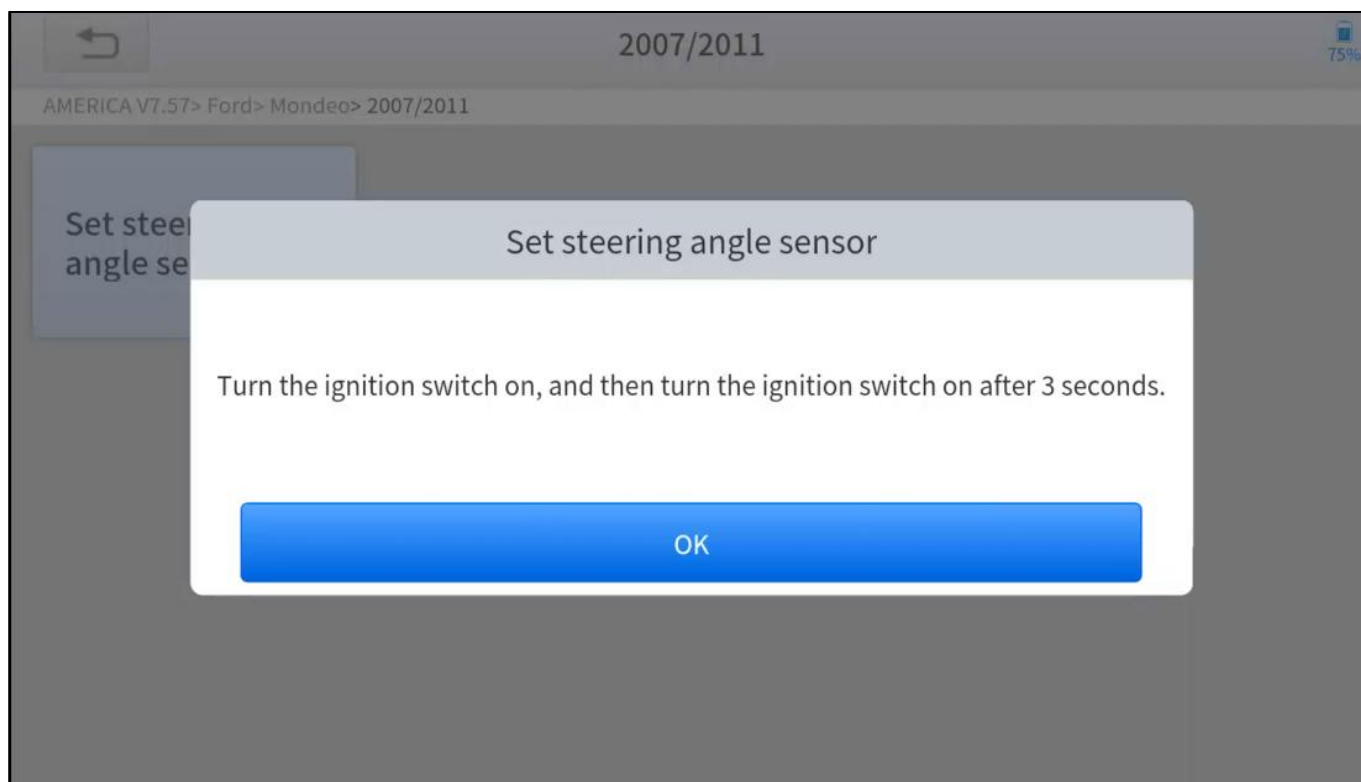 2007/2011
75%
AMERICA V7.57> Ford> Mondeo> 2007/2011
Set steer
angle se
Set steering angle sensor
Turn the ignition switch on, and then turn the ignition switch on after 3 seconds.
OK